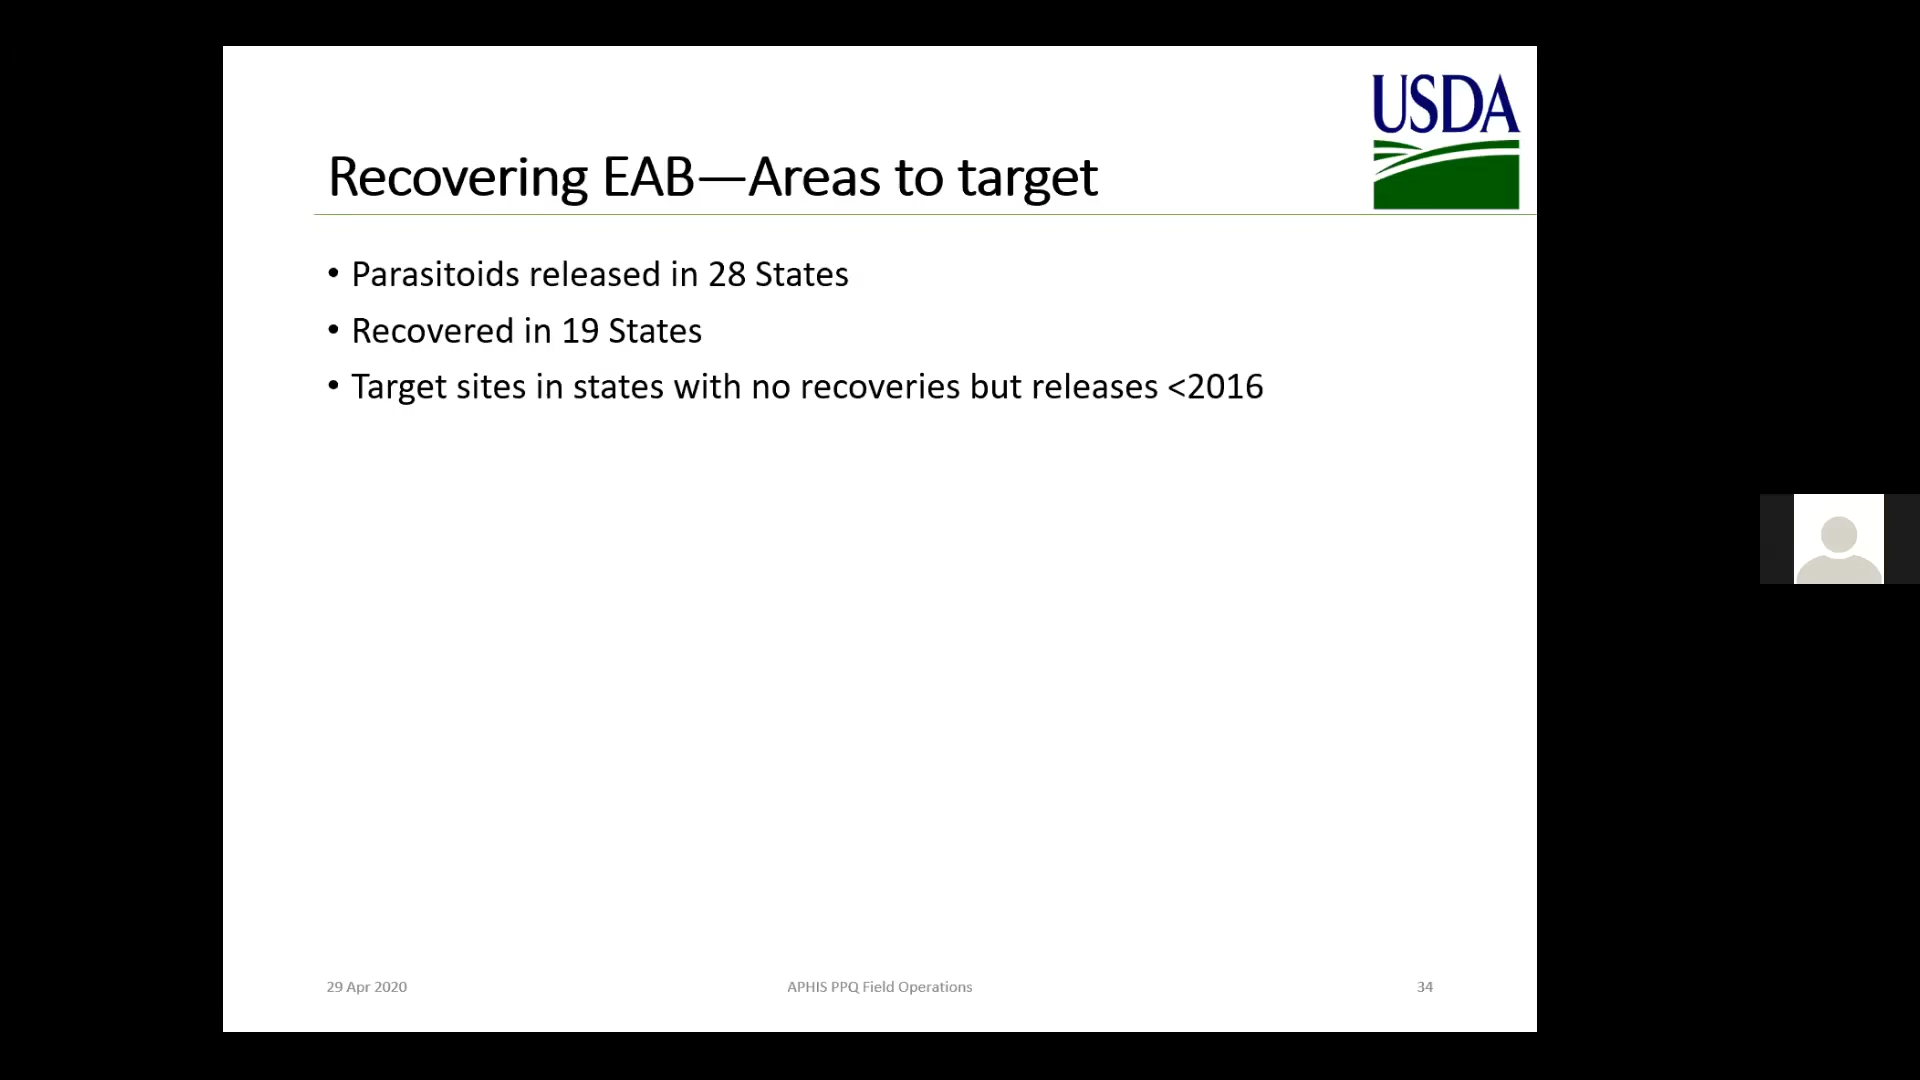 USDA
Recovering EAB—Areas to target
• Parasitoids released in 28 States
• Recovered in 19 States
• Target sites in states with no recoveries but releases <2016
29 Apr 2020
APHIS PPQ Field Operations
34